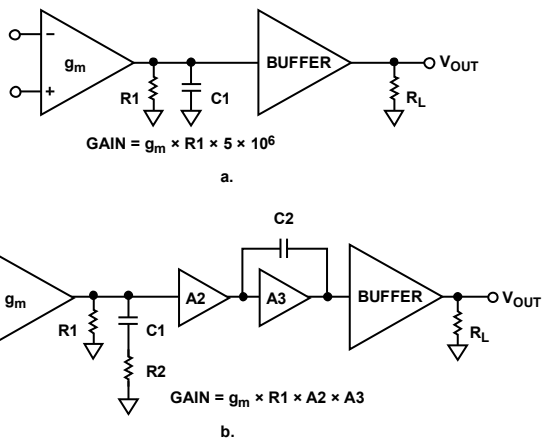 −
gm
+
R1
C1
BUFFER
VOUT
RL
GAIN = gm × R1 × 5 × 10⁶
a.
gm
R1
C1
R2
A2
C2
A3
BUFFER
VOUT
RL
GAIN = gm × R1 × A2 × A3
b.